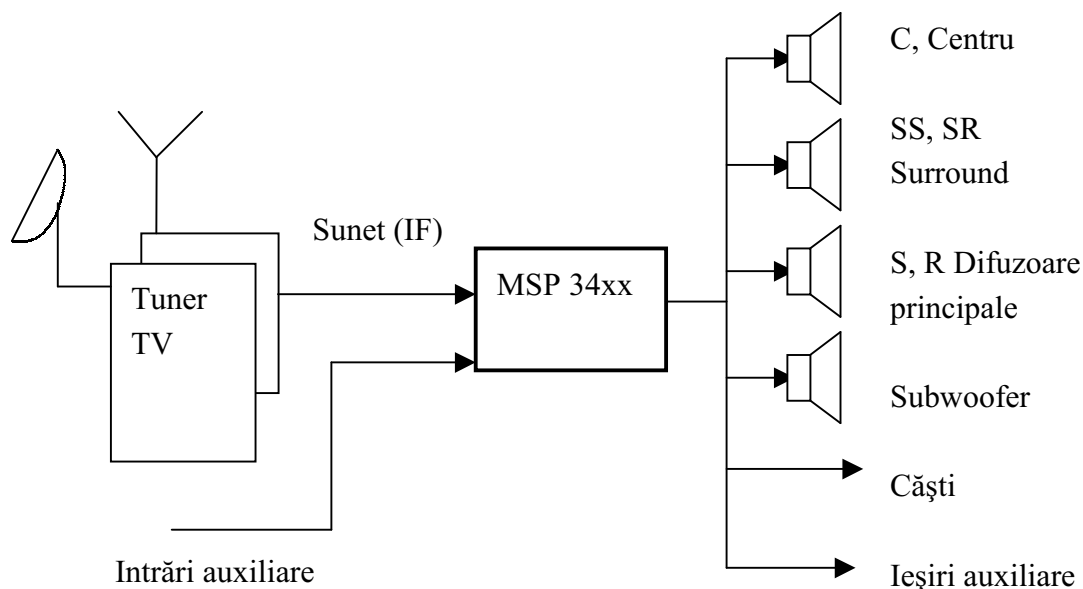 C, Centru
SS, SR
Surround
Sunet (IF)
S, R Difuzoare
principale
MSP 34xx
Tuner
TV
Subwoofer
Căşti
Intrări auxiliare
Ieşiri auxiliare